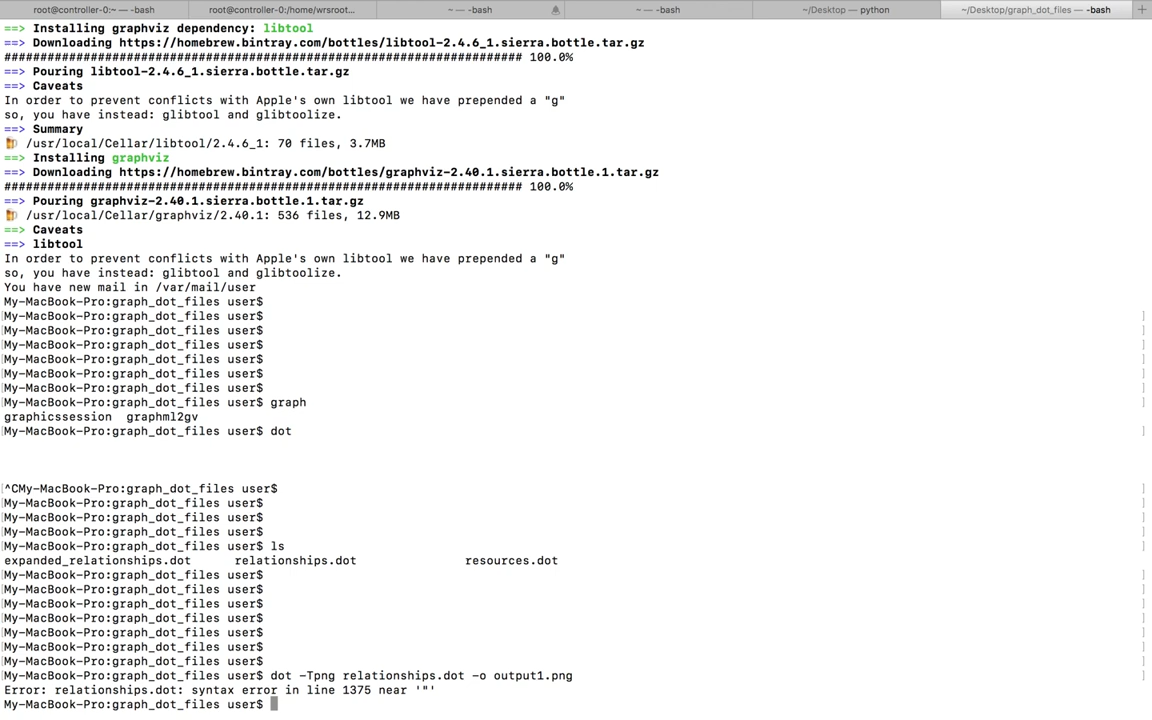 root@controller-0:~ — -bash root@controller-0:/home/wrsroot... ~ — -bash ~ — -bash ~/Desktop — python ~/Desktop/graph_dot_files — -bash +
==> Installing graphviz dependency: libtool
==> Downloading https://homebrew.bintray.com/bottles/libtool-2.4.6_1.sierra.bottle.tar.gz
######################################################################## 100.0%
==> Pouring libtool-2.4.6_1.sierra.bottle.tar.gz
==> Caveats
In order to prevent conflicts with Apple's own libtool we have prepended a "g"
so, you have instead: glibtool and glibtoolize.
==> Summary
🍺 /usr/local/Cellar/libtool/2.4.6_1: 70 files, 3.7MB
==> Installing graphviz
==> Downloading https://homebrew.bintray.com/bottles/graphviz-2.40.1.sierra.bottle.1.tar.gz
######################################################################## 100.0%
==> Pouring graphviz-2.40.1.sierra.bottle.1.tar.gz
🍺 /usr/local/Cellar/graphviz/2.40.1: 536 files, 12.9MB
==> Caveats
==> libtool
In order to prevent conflicts with Apple's own libtool we have prepended a "g"
so, you have instead: glibtool and glibtoolize.
You have new mail in /var/mail/user
My-MacBook-Pro:graph_dot_files user$
[My-MacBook-Pro:graph_dot_files user$ ]
[My-MacBook-Pro:graph_dot_files user$ ]
[My-MacBook-Pro:graph_dot_files user$ ]
[My-MacBook-Pro:graph_dot_files user$ ]
[My-MacBook-Pro:graph_dot_files user$ ]
[My-MacBook-Pro:graph_dot_files user$ ]
[My-MacBook-Pro:graph_dot_files user$ graph ]
graphicssession graphml2gv
[My-MacBook-Pro:graph_dot_files user$ dot ]
[^CMy-MacBook-Pro:graph_dot_files user$ ]
[My-MacBook-Pro:graph_dot_files user$ ]
[My-MacBook-Pro:graph_dot_files user$ ]
[My-MacBook-Pro:graph_dot_files user$ ]
[My-MacBook-Pro:graph_dot_files user$ ls ]
expanded_relationships.dot relationships.dot resources.dot
[My-MacBook-Pro:graph_dot_files user$ ]
[My-MacBook-Pro:graph_dot_files user$ ]
[My-MacBook-Pro:graph_dot_files user$ ]
[My-MacBook-Pro:graph_dot_files user$ ]
[My-MacBook-Pro:graph_dot_files user$ ]
[My-MacBook-Pro:graph_dot_files user$ ]
[My-MacBook-Pro:graph_dot_files user$ ]
[My-MacBook-Pro:graph_dot_files user$ dot -Tpng relationships.dot -o output1.png ]
Error: relationships.dot: syntax error in line 1375 near '"'
My-MacBook-Pro:graph_dot_files user$